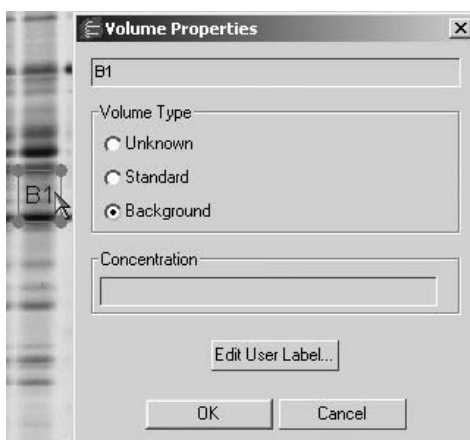 Volume Properties
B1
Volume Type
Unknown
Standard
B1
Background
Concentration
Edit User Label...
OK
Cancel